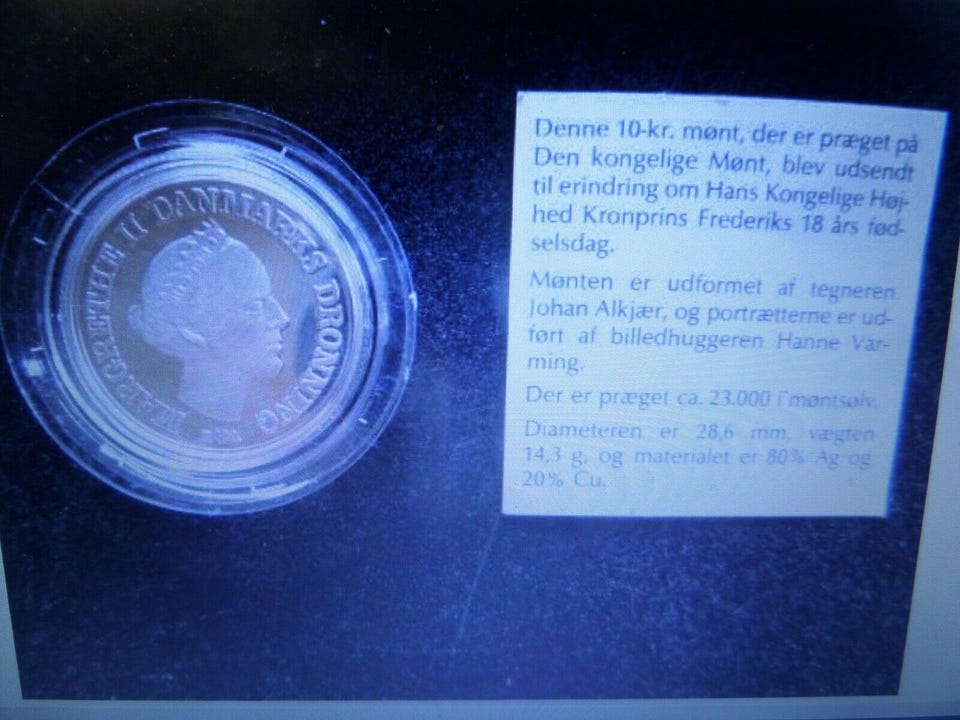 MARGRETHE II DANMARKS DRONNING
Denne 10-kr. mønt, der er præget på
Den kongelige Mønt, blev udsendt
til erindring om Hans Kongelige Høj-
hed Kronprins Frederiks 18 års fød-
selsdag.
Mønten er udformet af tegneren
Johan Alkjær, og portrætterne er ud-
ført af billedhuggeren Hanne Var-
ming.
Der er præget ca. 23.000 i møntsølv.
Diameteren er 28,6 mm, vægten
14,3 g, og materialet er 80% Ag og
20% Cu.